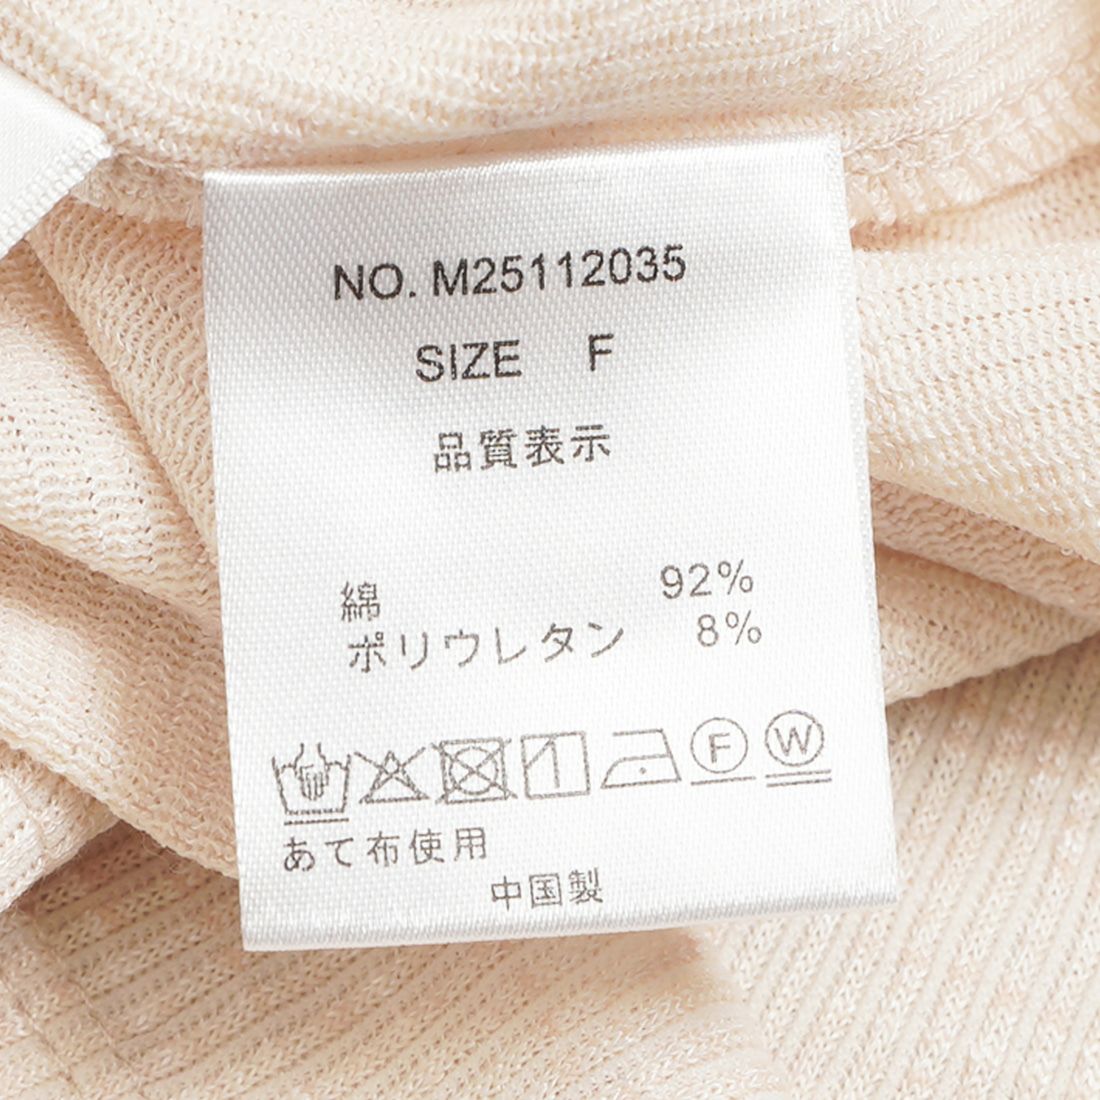 NO. M25112035
SIZE F
品質表示
綿 92%
ポリウレタン 8%
F W
あて布使用
中国製